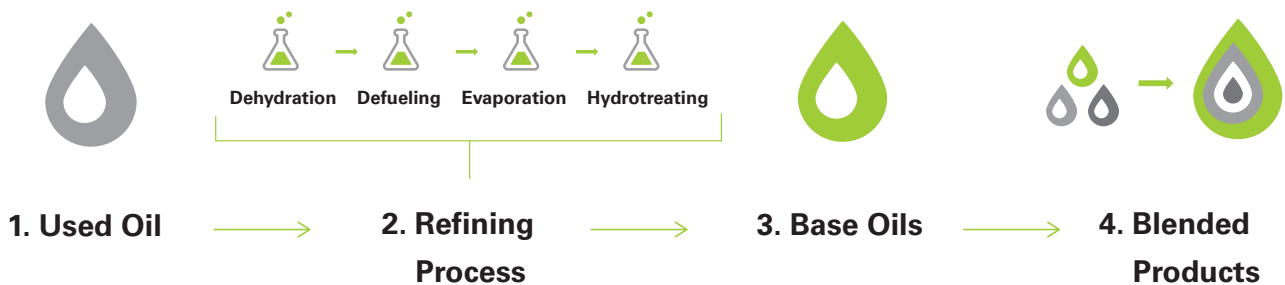 Dehydration Defueling Evaporation Hydrotreating
1. Used Oil
2. Refining
Process
3. Base Oils
4. Blended
Products